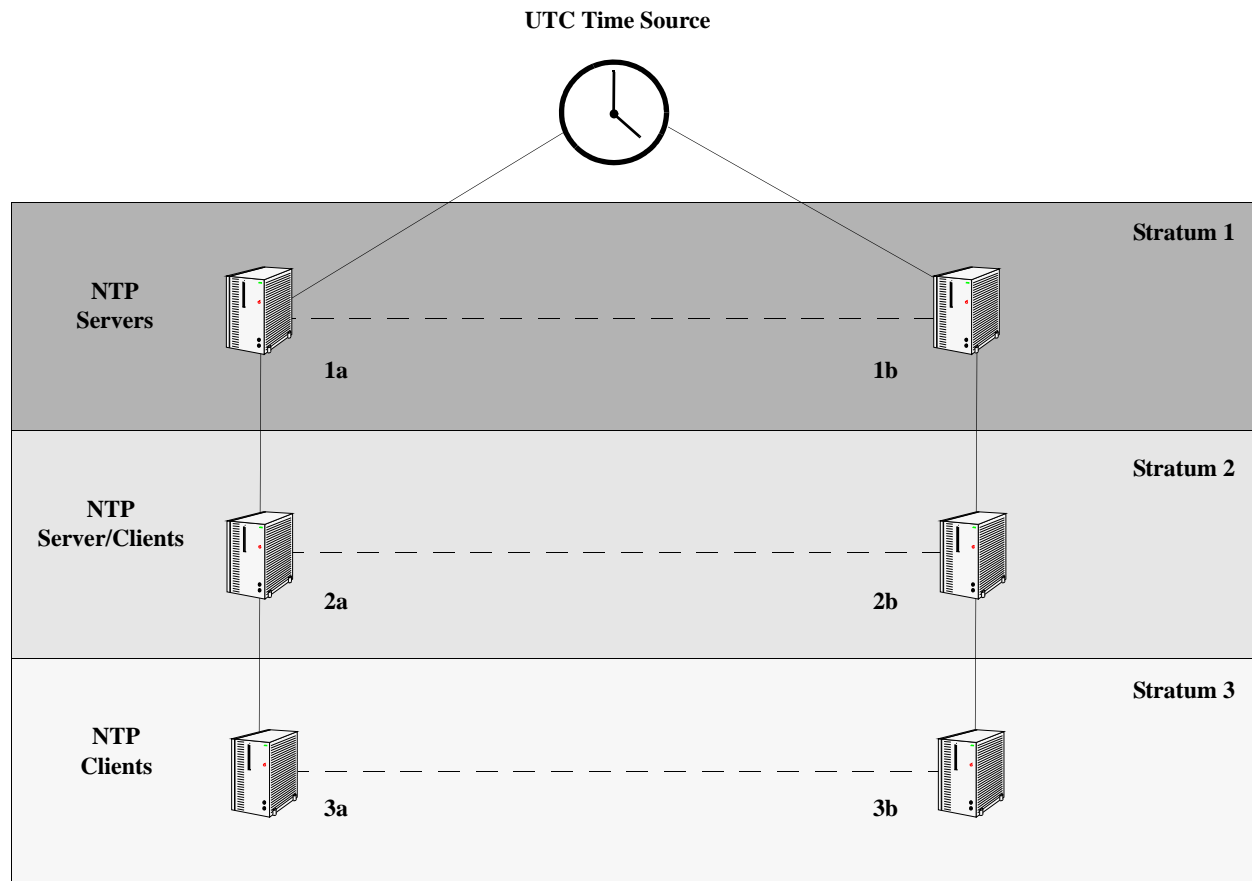 UTC Time Source
Stratum 1
NTP
Servers
1a
1b
Stratum 2
NTP
Server/Clients
2a
2b
Stratum 3
NTP
Clients
3a
3b